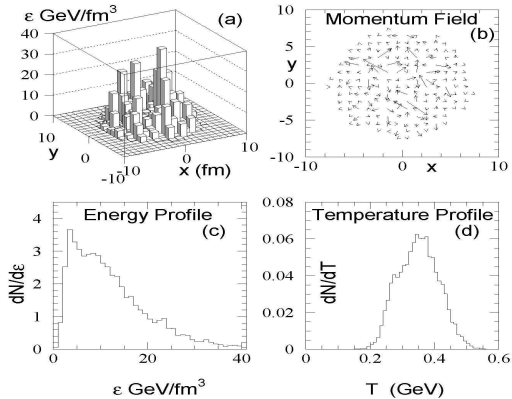 ε GeV/fm³
(a)
40
30
20
10
0
10
0
-10
-10
0
10
y
x (fm)
Momentum Field
(b)
10
5
0
-5
-10
-10
0
10
y
x
Energy Profile
(c)
4
3
2
1
0
0
20
40
dN/dε
ε GeV/fm³
Temperature Profile
(d)
0.08
0.06
0.04
0.02
0
0
0.2
0.4
0.6
dN/dT
T (GeV)